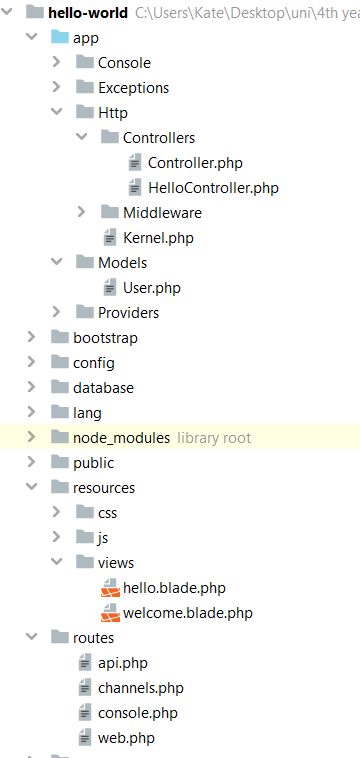 hello-world C:\Users\Kate\Desktop\uni\4th yea
app
Console
Exceptions
Http
Controllers
Controller.php
HelloController.php
Middleware
Kernel.php
Models
User.php
Providers
bootstrap
config
database
lang
node_modules library root
public
resources
css
js
views
hello.blade.php
welcome.blade.php
routes
api.php
channels.php
console.php
web.php